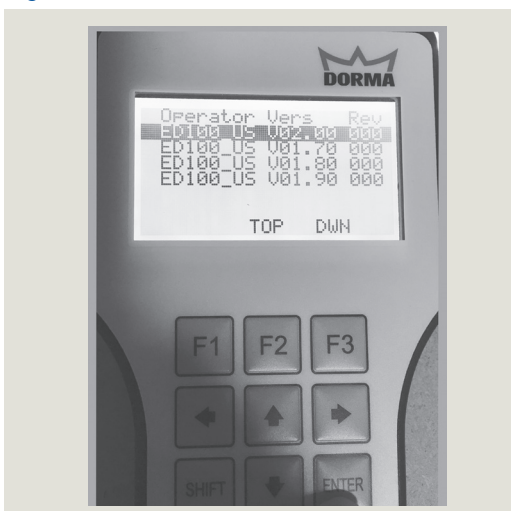 DORMA
Operator Vers Rev
ED100_US V02.00 000
ED100_US V01.70 000
ED100_US V01.80 000
ED100_US V01.90 000
TOP DWN
F1 F2 F3
SHIFT ENTER